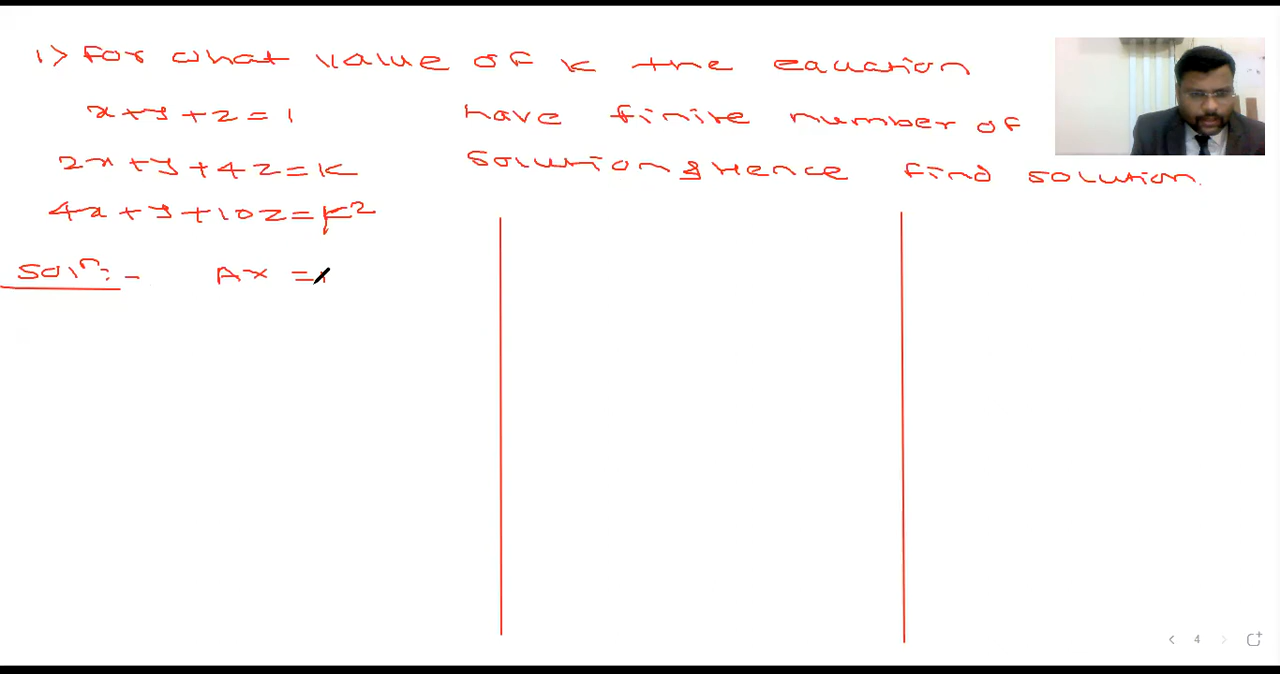 1) For what value of k the equation
x+y+z=1 have finite number of
2x+y+4z=k solution & Hence find solution.
4x+y+10z=k²
Solⁿ:- Ax =
4